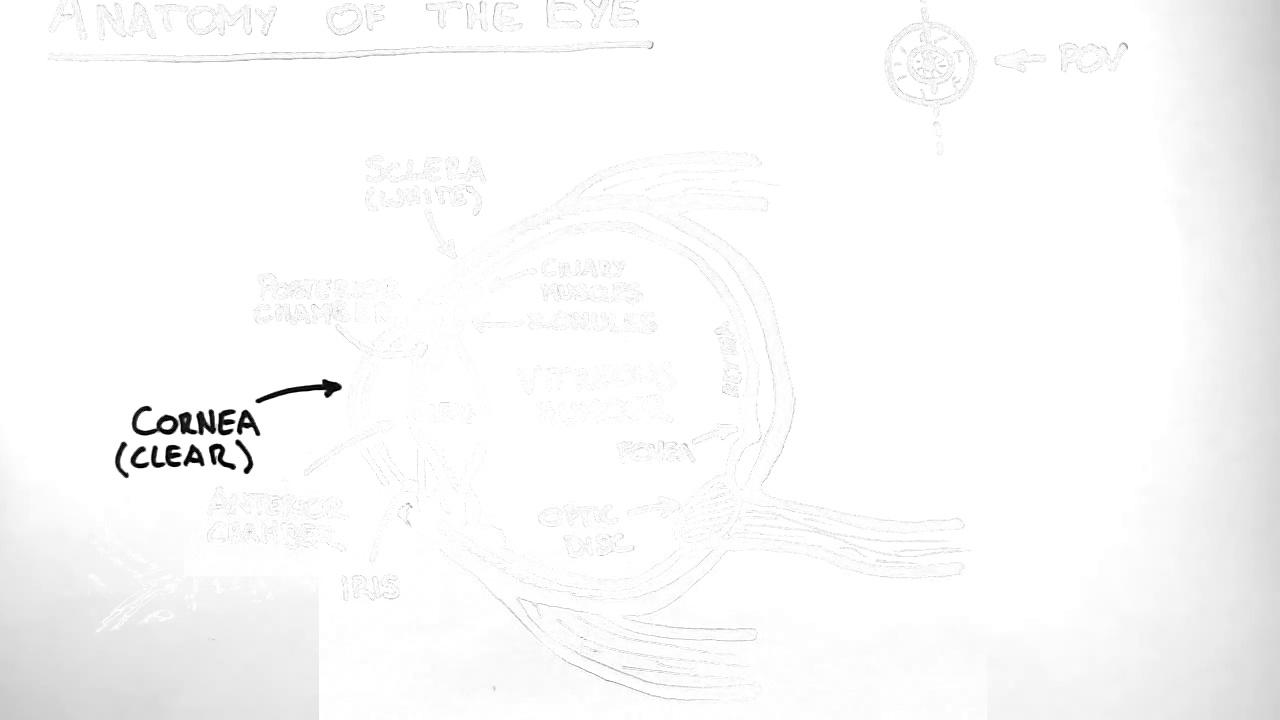 ANATOMY OF THE EYE
POV
SCLERA
(WHITE)
CILIARY
MUSCLES
ZONULES
POSTERIOR
CHAMBER
RETINA
VITREOUS
HUMOR
LENS
CORNEA
(CLEAR)
FOVEA
ANTERIOR
CHAMBER
OPTIC
DISC
IRIS